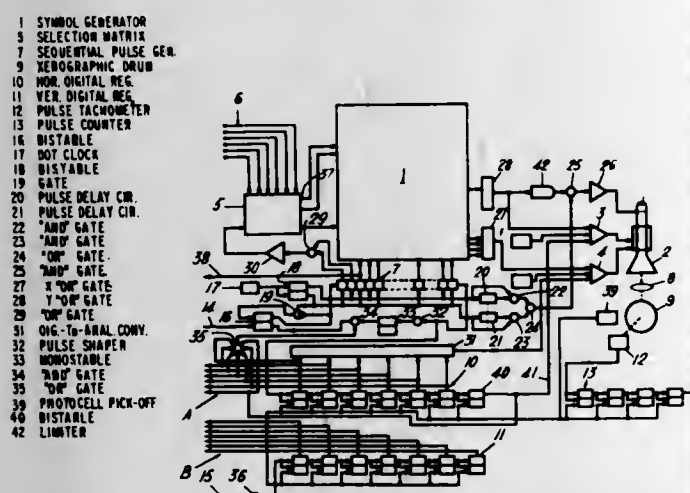 1 SYMBOL GENERATOR
5 SELECTION MATRIX
7 SEQUENTIAL PULSE GEN.
9 XEROGRAPHIC DRUM
10 HOR. DIGITAL REG.
11 VER. DIGITAL REG.
12 PULSE TACHOMETER
13 PULSE COUNTER
16 BISTABLE
17 DOT CLOCK
18 BISTABLE
19 GATE
20 PULSE DELAY CIR.
21 PULSE DELAY CIR.
22 "AND" GATE
23 "AND" GATE
24 "OR" GATE.
25 "AND" GATE
27 X "OR" GATE
28 Y "OR" GATE
29 "OR" GATE
31 DIG.-TO-ANAL. CONV.
32 PULSE SHAPER
33 MONOSTABLE
34 "AND" GATE
35 "OR" GATE
39 PHOTOCELL PICK-OFF
40 BISTABLE
42 LIMITER
6
37
5
29
30
38
1
28
42
25
26
27
3
4
2
8
9
39
12
18
17
19
7
20
22
14
16
34
33
32
21
23
24
35
31
10
40
41
13
A
11
B
15
36